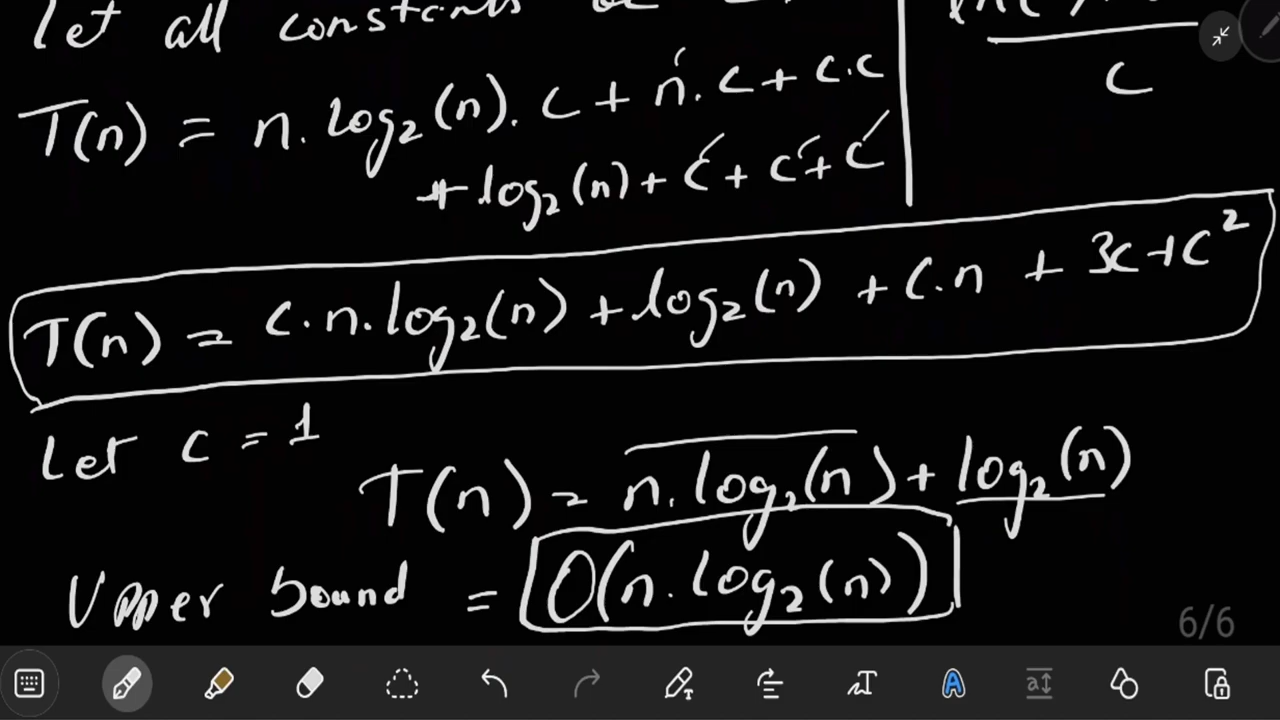 Let all constants
T(n) = n. log₂(n). c + n. c + c.c
+ log₂(n) + c + c + c
C
T(n) = c. n. log₂(n) + log₂(n) + c.n + 3c + c²
Let c = 1
T(n) = n. log₂(n) + log₂(n)
Upper bound = O(n. log₂(n))
6/6